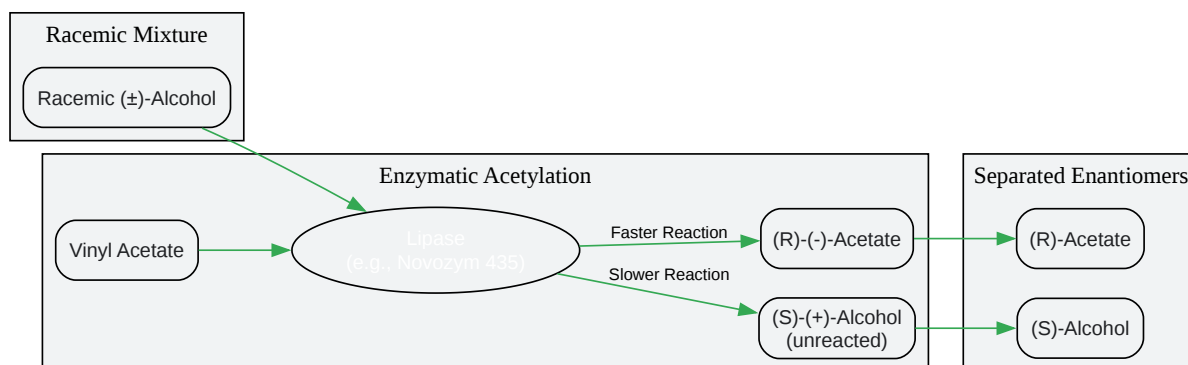 Racemic Mixture
Racemic (±)-Alcohol
Enzymatic Acetylation
Separated Enantiomers
Vinyl Acetate
Lipase
(e.g., Novozym 435)
Faster Reaction
Slower Reaction
(R)-(-)-Acetate
(R)-Acetate
(S)-(+)-Alcohol
(unreacted)
(S)-Alcohol